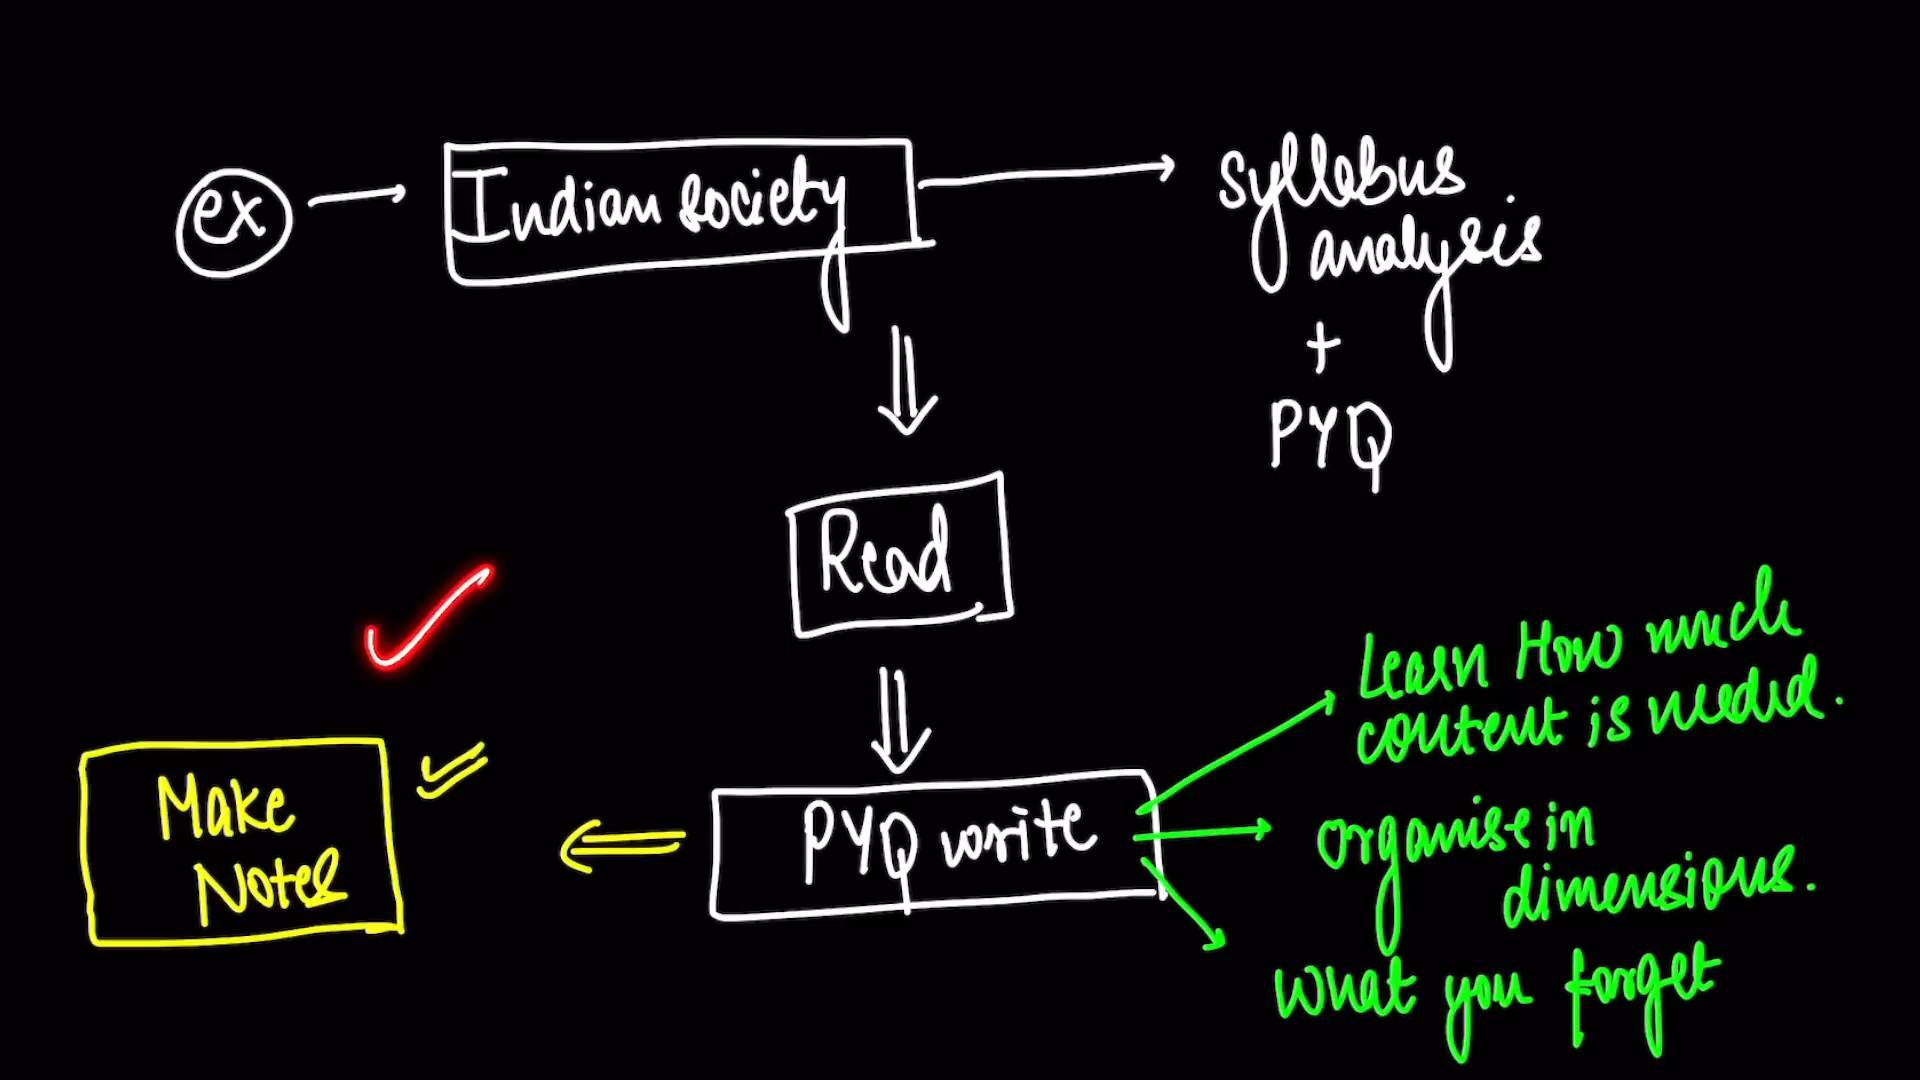 ex
Indian society
syllabus
analysis
+
PYQ
Read
PYQ write
Learn How much
content is needed.
organise in
dimensions.
what you forget
Make
Notes